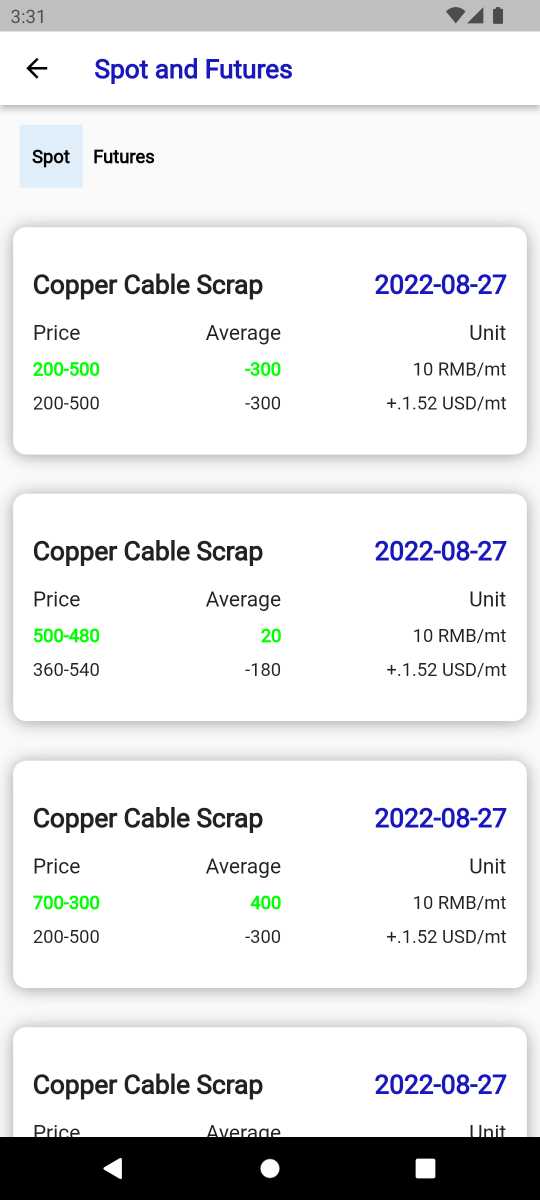 3:31
Spot and Futures
Spot Futures
Copper Cable Scrap 2022-08-27
Price Average Unit
200-500 -300 10 RMB/mt
200-500 -300 +.1.52 USD/mt
Copper Cable Scrap 2022-08-27
Price Average Unit
500-480 20 10 RMB/mt
360-540 -180 +.1.52 USD/mt
Copper Cable Scrap 2022-08-27
Price Average Unit
700-300 400 10 RMB/mt
200-500 -300 +.1.52 USD/mt
Copper Cable Scrap 2022-08-27
Price Average Unit